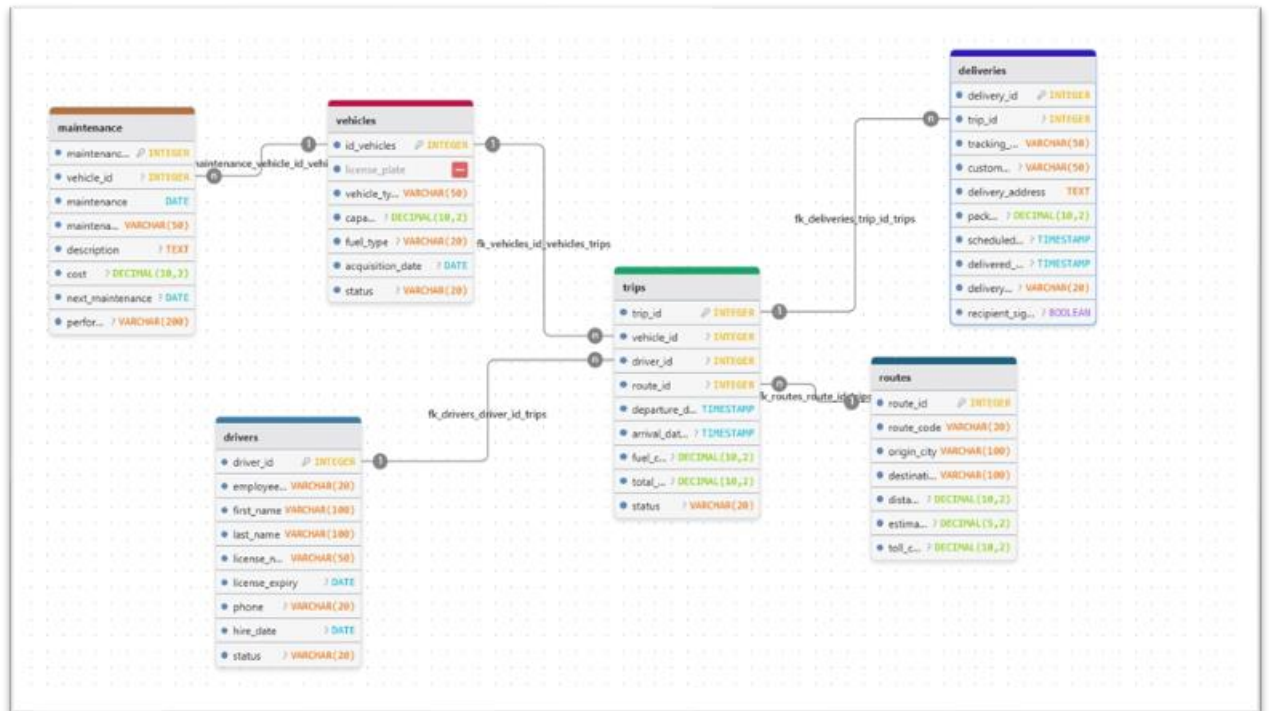 maintenance
maintenanc... INTEGER
vehicle_id ? INTEGER
maintenance DATE
maintena... VARCHAR(50)
description ? TEXT
cost ? DECIMAL(10,2)
next_maintenance ? DATE
perfor... ? VARCHAR(200)
maintenance_vehicle_id_vehi
vehicles
1 id_vehicles INTEGER 1
n
license_plate
vehicle_ty... VARCHAR(50)
capa... ? DECIMAL(10,2)
fuel_type ? VARCHAR(20)
acquisition_date ? DATE
status ? VARCHAR(20)
fk_vehicles_id_vehicles_trips
drivers
driver_id INTEGER 1
employee... VARCHAR(20)
first_name VARCHAR(100)
last_name VARCHAR(100)
license_n... VARCHAR(50)
license_expiry ? DATE
phone ? VARCHAR(20)
hire_date ? DATE
status ? VARCHAR(20)
fk_drivers_driver_id_trips
trips
trip_id INTEGER 1
n vehicle_id ? INTEGER
n driver_id ? INTEGER
route_id ? INTEGER n
departure_d... TIMESTAMP
arrival_dat... ? TIMESTAMP
fuel_c... ? DECIMAL(10,2)
total_... ? DECIMAL(10,2)
status ? VARCHAR(20)
fk_deliveries_trip_id_trips
deliveries
delivery_id INTEGER
n trip_id ? INTEGER
tracking_... VARCHAR(50)
custom... ? VARCHAR(50)
delivery_address TEXT
pack... ? DECIMAL(10,2)
scheduled... ? TIMESTAMP
delivered_... ? TIMESTAMP
delivery... ? VARCHAR(20)
recipient_sig... ? BOOLEAN
fk_routes_route_id_trips
routes
1 route_id INTEGER
route_code VARCHAR(20)
origin_city VARCHAR(100)
destinati... VARCHAR(100)
dista... ? DECIMAL(10,2)
estima... ? DECIMAL(5,2)
toll_c... ? DECIMAL(10,2)